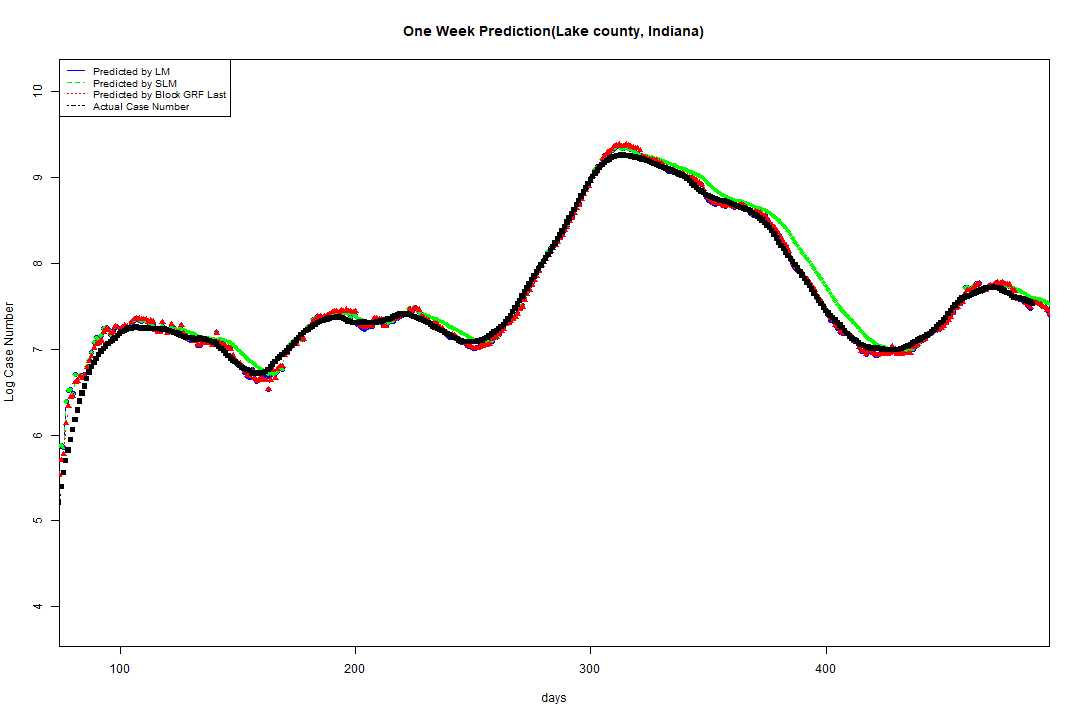 One Week Prediction(Lake county, Indiana)
Predicted by LM
Predicted by SLM
Predicted by Block GRF Last
Actual Case Number
10
9
8
7
6
5
4
Log Case Number
100 200 300 400
days